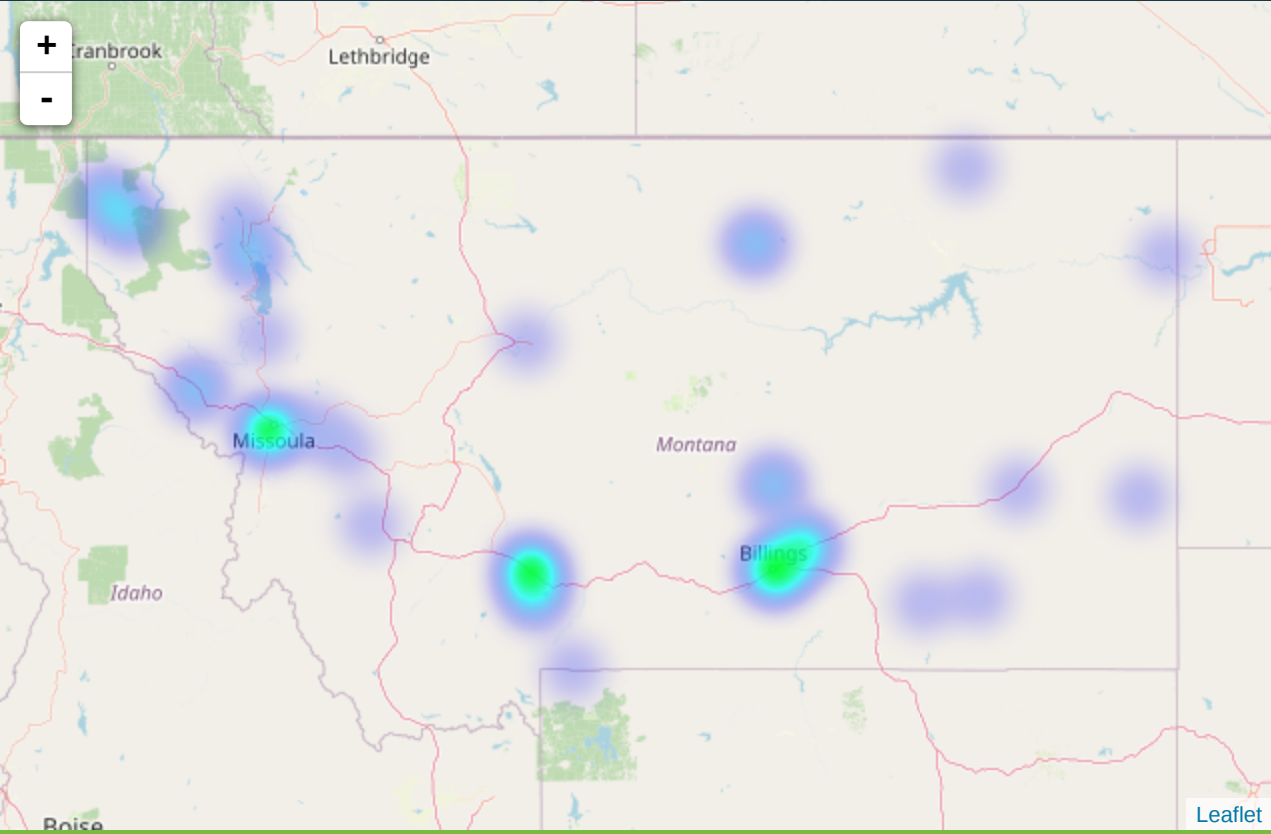 +
Cranbrook
Lethbridge
-
Missoula
Montana
Billings
Idaho
Leaflet
Boise